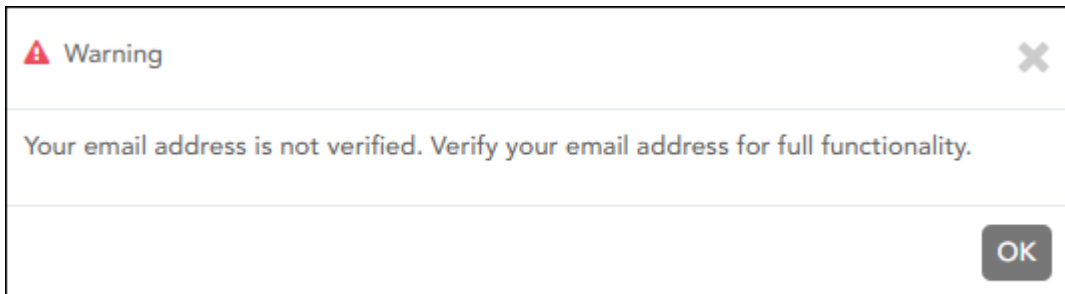 Warning
Your email address is not verified. Verify your email address for full functionality.
OK